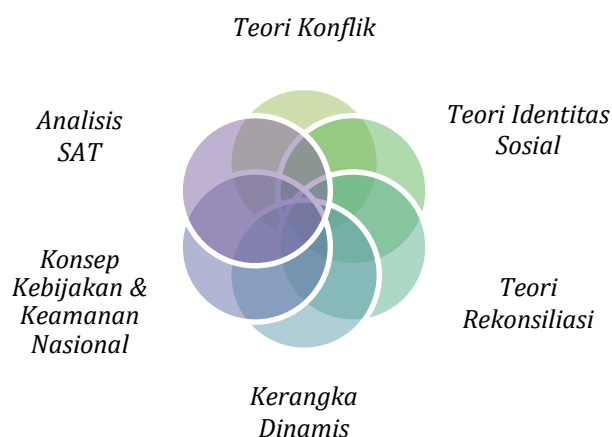 Teori Konflik
Teori Identitas
Sosial
Teori
Rekonsiliasi
Kerangka
Dinamis
Konsep
Kebijakan &
Keamanan
Nasional
Analisis
SAT